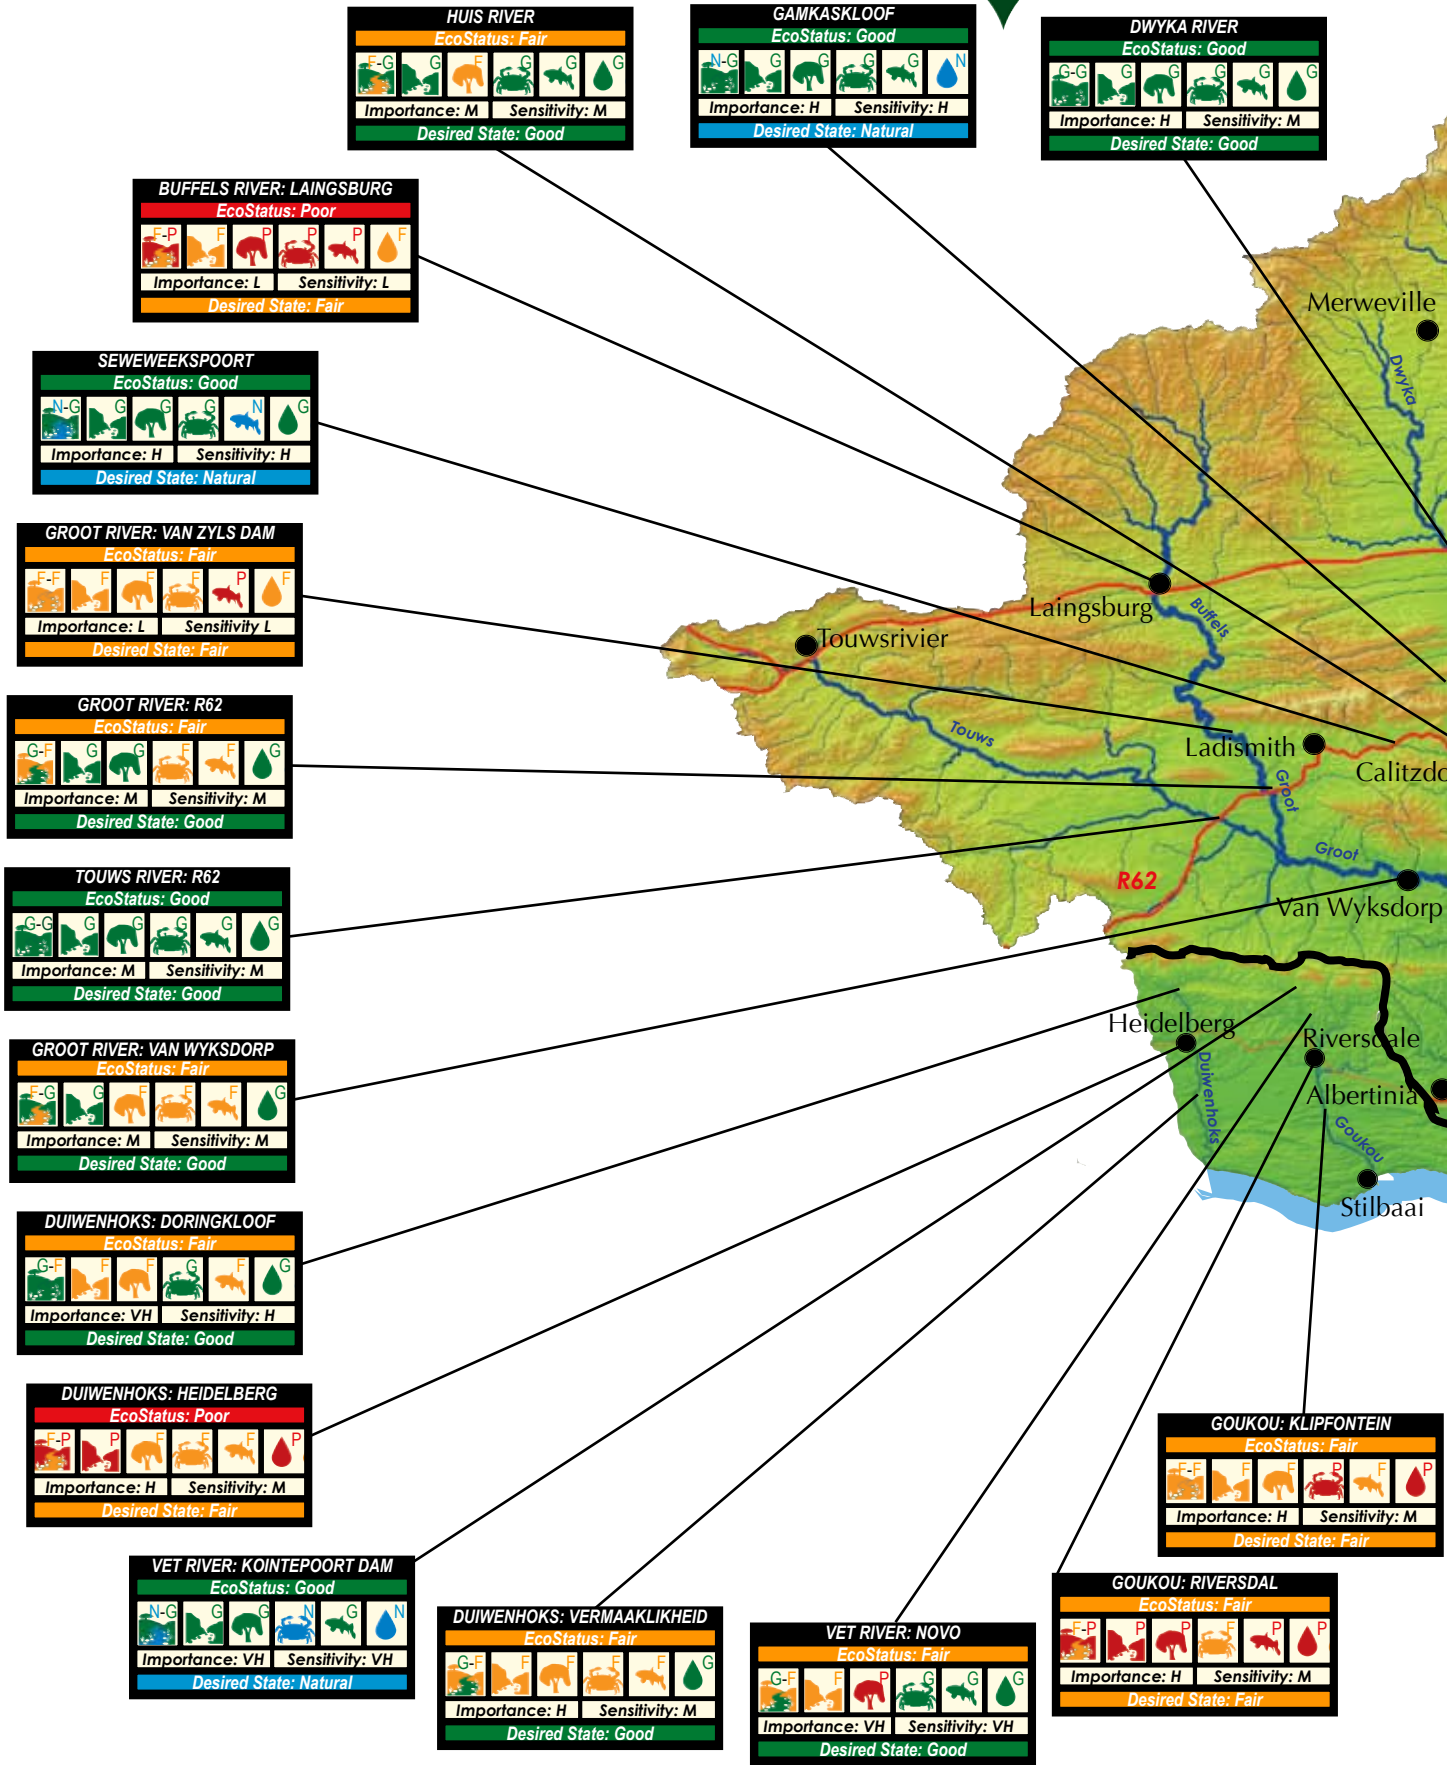 HUIS RIVER
EcoStatus: Fair
F-G G F G G G
Importance: M Sensitivity: M
Desired State: Good
GAMKASKLOOF
EcoStatus: Good
N-G G G G G N
Importance: H Sensitivity: H
Desired State: Natural
DWYKA RIVER
EcoStatus: Good
G-G G G G G G
Importance: H Sensitivity: M
Desired State: Good
BUFFELS RIVER: LAINGSBURG
EcoStatus: Poor
F-P F P P P F
Importance: L Sensitivity: L
Desired State: Fair
SEWEWEEKSPOORT
EcoStatus: Good
N-G G G G N G
Importance: H Sensitivity: H
Desired State: Natural
GROOT RIVER: VAN ZYLS DAM
EcoStatus: Fair
F-F F F F P F
Importance: L Sensitivity L
Desired State: Fair
GROOT RIVER: R62
EcoStatus: Fair
G-F G G F F G
Importance: M Sensitivity: M
Desired State: Good
TOUWS RIVER: R62
EcoStatus: Good
G-G G G G G G
Importance: M Sensitivity: M
Desired State: Good
GROOT RIVER: VAN WYKSDORP
EcoStatus: Fair
F-G G F F F G
Importance: M Sensitivity: M
Desired State: Good
DUIWENHOKS: DORINGKLOOF
EcoStatus: Fair
G-F F F G F G
Importance: VH Sensitivity: H
Desired State: Good
DUIWENHOKS: HEIDELBERG
EcoStatus: Poor
F-P P F F F P
Importance: H Sensitivity: M
Desired State: Fair
VET RIVER: KOINTEPOORT DAM
EcoStatus: Good
N-G G G N G N
Importance: VH Sensitivity: VH
Desired State: Natural
DUIWENHOKS: VERMAAKLIKHEID
EcoStatus: Fair
G-F F F F F G
Importance: H Sensitivity: M
Desired State: Good
VET RIVER: NOVO
EcoStatus: Fair
G-F F P G G G
Importance: VH Sensitivity: VH
Desired State: Good
GOUKOU: RIVERSDAL
EcoStatus: Fair
F-P P P F P P
Importance: H Sensitivity: M
Desired State: Fair
GOUKOU: KLIPFONTEIN
EcoStatus: Fair
F-F F F P F P
Importance: H Sensitivity: M
Desired State: Fair
Merweville
Dwyka
Laingsburg
Buffels
Touwsrivier
Touws
Ladismith
Calitzdo
Groot
Groot
R62
Van Wyksdorp
Heidelberg
Riversdale
Duiwenhoks
Albertinia
Goukou
Stilbaai